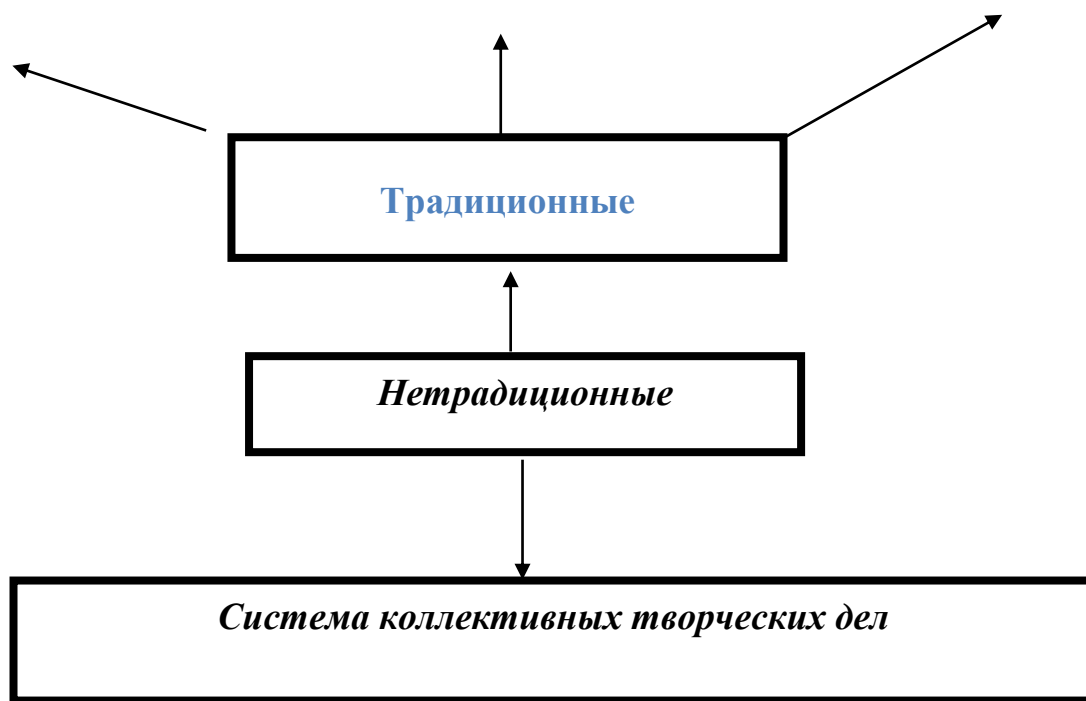 Традиционные
Нетрадиционные
Система коллективных творческих дел